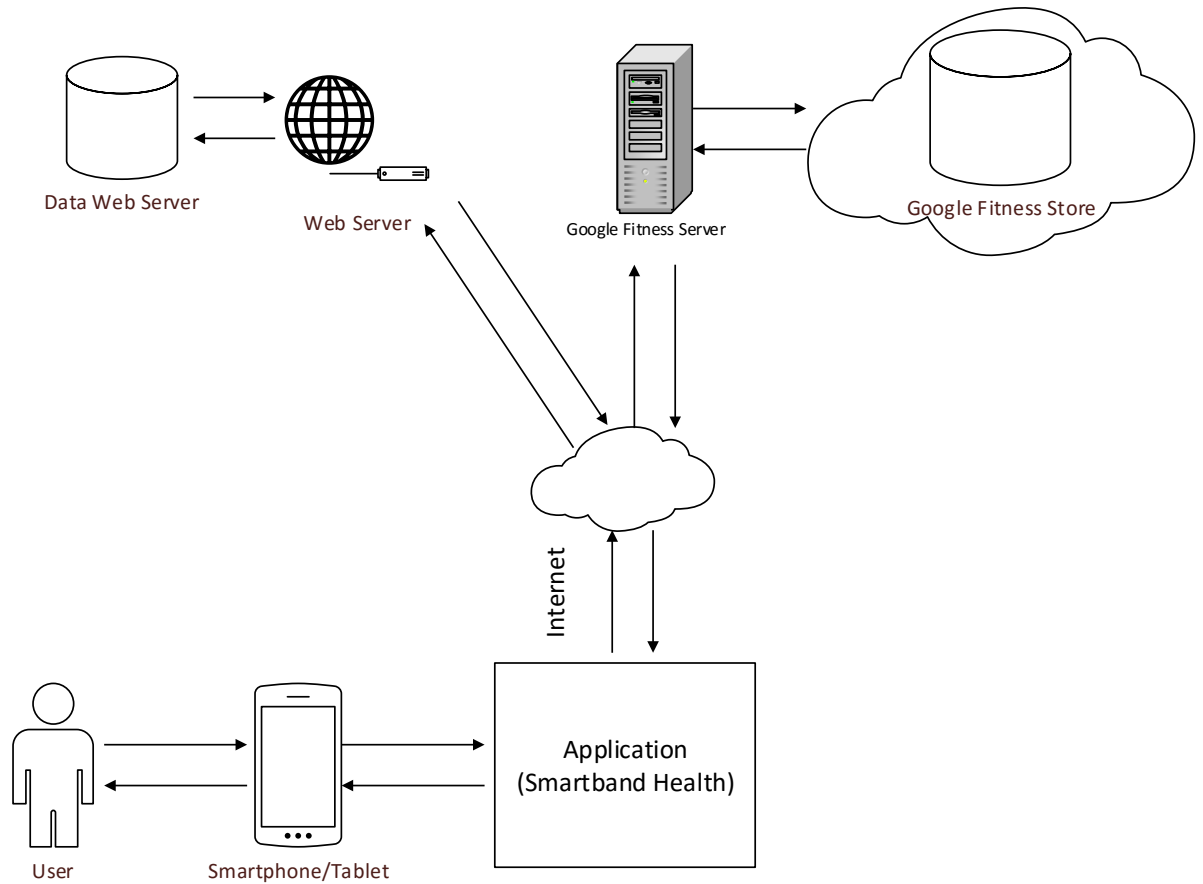 Data Web Server
Web Server
Google Fitness Server
Google Fitness Store
Internet
Application
(Smartband Health)
User
Smartphone/Tablet